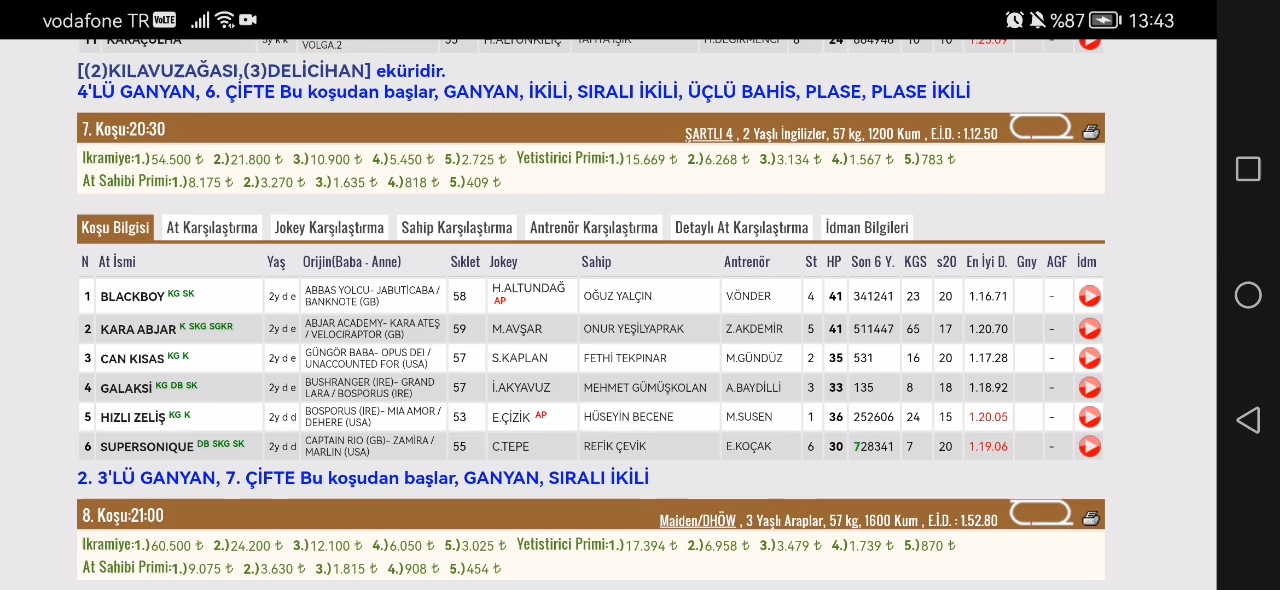 vodafone TR VoLTE %87 13:43
VOLGA.2
[(2)KILAVUZAĞASI,(3)DELİCİHAN] eküridir.
4'LÜ GANYAN, 6. ÇİFTE Bu koşudan başlar, GANYAN, İKİLİ, SIRALI İKİLİ, ÜÇLÜ BAHİS, PLASE, PLASE İKİLİ
7. Koşu:20:30 ŞARTLI 4 , 2 Yaşlı İngilizler, 57 kg, 1200 Kum , E.İ.D. : 1.12.50
Ikramiye:1.)54.500 ₺ 2.)21.800 ₺ 3.)10.900 ₺ 4.)5.450 ₺ 5.)2.725 ₺ Yetistirici Primi:1.)15.669 ₺ 2.)6.268 ₺ 3.)3.134 ₺ 4.)1.567 ₺ 5.)783 ₺
At Sahibi Primi:1.)8.175 ₺ 2.)3.270 ₺ 3.)1.635 ₺ 4.)818 ₺ 5.)409 ₺
Koşu Bilgisi At Karşılaştırma Jokey Karşılaştırma Sahip Karşılaştırma Antrenör Karşılaştırma Detaylı At Karşılaştırma İdman Bilgileri
N At İsmi Yaş Orijin(Baba - Anne) Sıklet Jokey Sahip Antrenör St HP Son 6 Y. KGS s20 En İyi D. Gny AGF İdm
1 BLACKBOY KG SK 2y d e ABBAS YOLCU- JABUTİCABA / BANKNOTE (GB) 58 H.ALTUNDAĞ AP OĞUZ YALÇIN V.ÖNDER 4 41 341241 23 20 1.16.71 -
2 KARA ABJAR K SKG SGKR 2y d e ABJAR ACADEMY- KARA ATEŞ / VELOCIRAPTOR (GB) 59 M.AVŞAR ONUR YEŞİLYAPRAK Z.AKDEMİR 5 41 511447 65 17 1.20.70 -
3 CAN KISAS KG K 2y d e GÜNGÖR BABA- OPUS DEI / UNACCOUNTED FOR (USA) 57 S.KAPLAN FETHİ TEKPINAR M.GÜNDÜZ 2 35 531 16 20 1.17.28 -
4 GALAKSİ KG DB SK 2y d e BUSHRANGER (IRE)- GRAND LARA / BOSPORUS (IRE) 57 İ.AKYAVUZ MEHMET GÜMÜŞKOLAN A.BAYDİLLİ 3 33 135 8 18 1.18.92 -
5 HIZLI ZELİŞ KG K 2y d d BOSPORUS (IRE)- MIA AMOR / DEHERE (USA) 53 E.ÇİZİK AP HÜSEYİN BECENE M.SUSEN 1 36 252606 24 15 1.20.05 -
6 SUPERSONIQUE DB SKG SK 2y d d CAPTAIN RIO (GB)- ZAMİRA / MARLIN (USA) 55 C.TEPE REFİK ÇEVİK E.KOÇAK 6 30 728341 7 20 1.19.06 -
2. 3'LÜ GANYAN, 7. ÇİFTE Bu koşudan başlar, GANYAN, SIRALI İKİLİ
8. Koşu:21:00 Maiden/DHÖW , 3 Yaşlı Araplar, 57 kg, 1600 Kum , E.İ.D. : 1.52.80
Ikramiye:1.)60.500 ₺ 2.)24.200 ₺ 3.)12.100 ₺ 4.)6.050 ₺ 5.)3.025 ₺ Yetistirici Primi:1.)17.394 ₺ 2.)6.958 ₺ 3.)3.479 ₺ 4.)1.739 ₺ 5.)870 ₺
At Sahibi Primi:1.)9.075 ₺ 2.)3.630 ₺ 3.)1.815 ₺ 4.)908 ₺ 5.)454 ₺